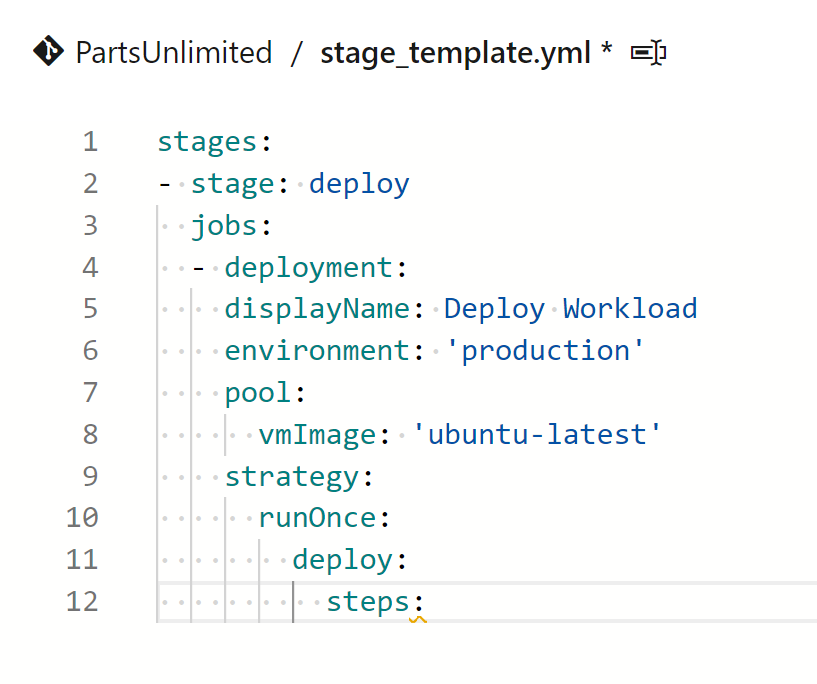 PartsUnlimited / stage_template.yml *
1 stages:
2 - stage: deploy
3   jobs:
4   - deployment:
5     displayName: Deploy Workload
6     environment: 'production'
7     pool:
8       vmImage: 'ubuntu-latest'
9     strategy:
10       runOnce:
11         deploy:
12           steps: